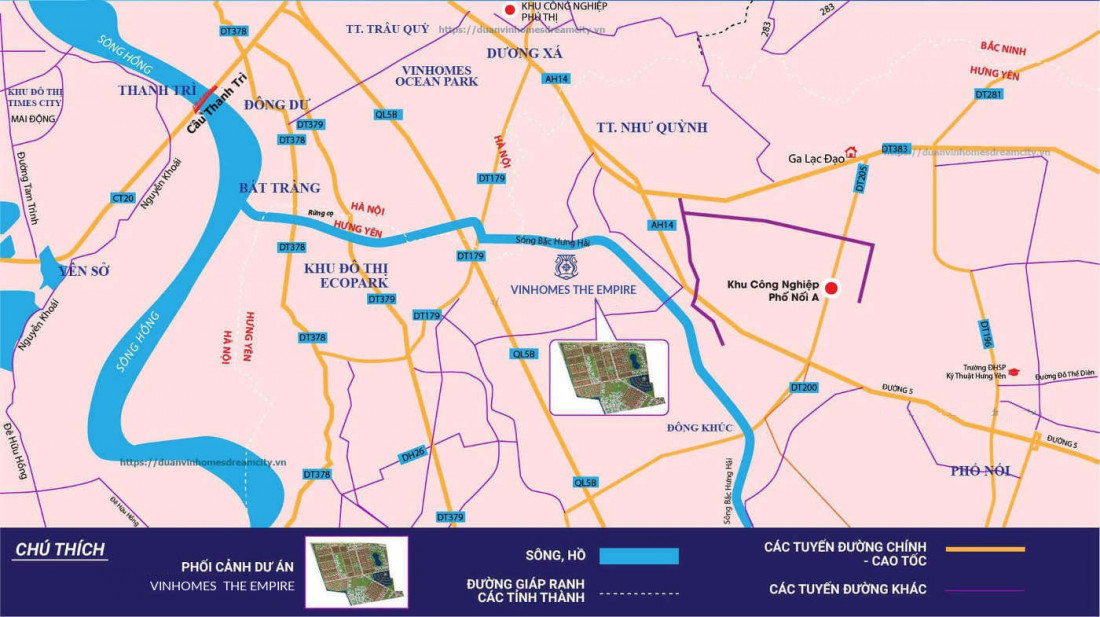 KHU CÔNG NGHIỆP
PHÚ THỊ
283
283
DT378
TT. TRÂU QUỲ
https://duanvinhomesdreamcity.vn
SÔNG HỒNG
DƯƠNG XÁ
BẮC NINH
HƯNG YÊN
VINHOMES
OCEAN PARK
AH14
THANH TRÌ
Cầu Thanh Trì
KHU ĐÔ THỊ
TIMES CITY
MAI ĐỘNG
DT281
ĐÔNG DƯ
DT379
QL5B
TT. NHƯ QUỲNH
DT378
HÀ NỘI
Ga Lạc Đạo
DT383
https://duanvinhomesdreamcity.vn
Đường Tam Trinh
Nguyễn Khoái
DT179
DT205
BÁT TRÀNG
CT20
Rừng cọ
HÀ NỘI
HƯNG YÊN
AH14
DT378
DT179
Sông Bắc Hưng Hải
YÊN SỞ
KHU ĐÔ THỊ
ECOPARK
VINHOMES THE EMPIRE
Khu Công Nghiệp
Phố Nối A
DT379
DT179
Nguyễn Khoái
SÔNG HỒNG
HƯNG YÊN
HÀ NỘI
DT378
QL5B
DT196
Trường ĐHSP
Kỹ Thuật Hưng Yên
Đường Đỗ Thế Diên
DT200
ĐƯỜNG 5
Đê Hữu Hồng
ĐÔNG KHÚC
ĐƯỜNG 5
DH26
https://duanvinhomesdreamcity.vn
DT378
QL5B
Sông Bắc Hưng Hải
PHỐ NỐI
Đê Hữu Hồng
DT379
CHÚ THÍCH
PHỐI CẢNH DỰ ÁN
VINHOMES THE EMPIRE
SÔNG, HỒ
ĐƯỜNG GIÁP RANH
CÁC TỈNH THÀNH
CÁC TUYẾN ĐƯỜNG CHÍNH
- CAO TỐC
CÁC TUYẾN ĐƯỜNG KHÁC